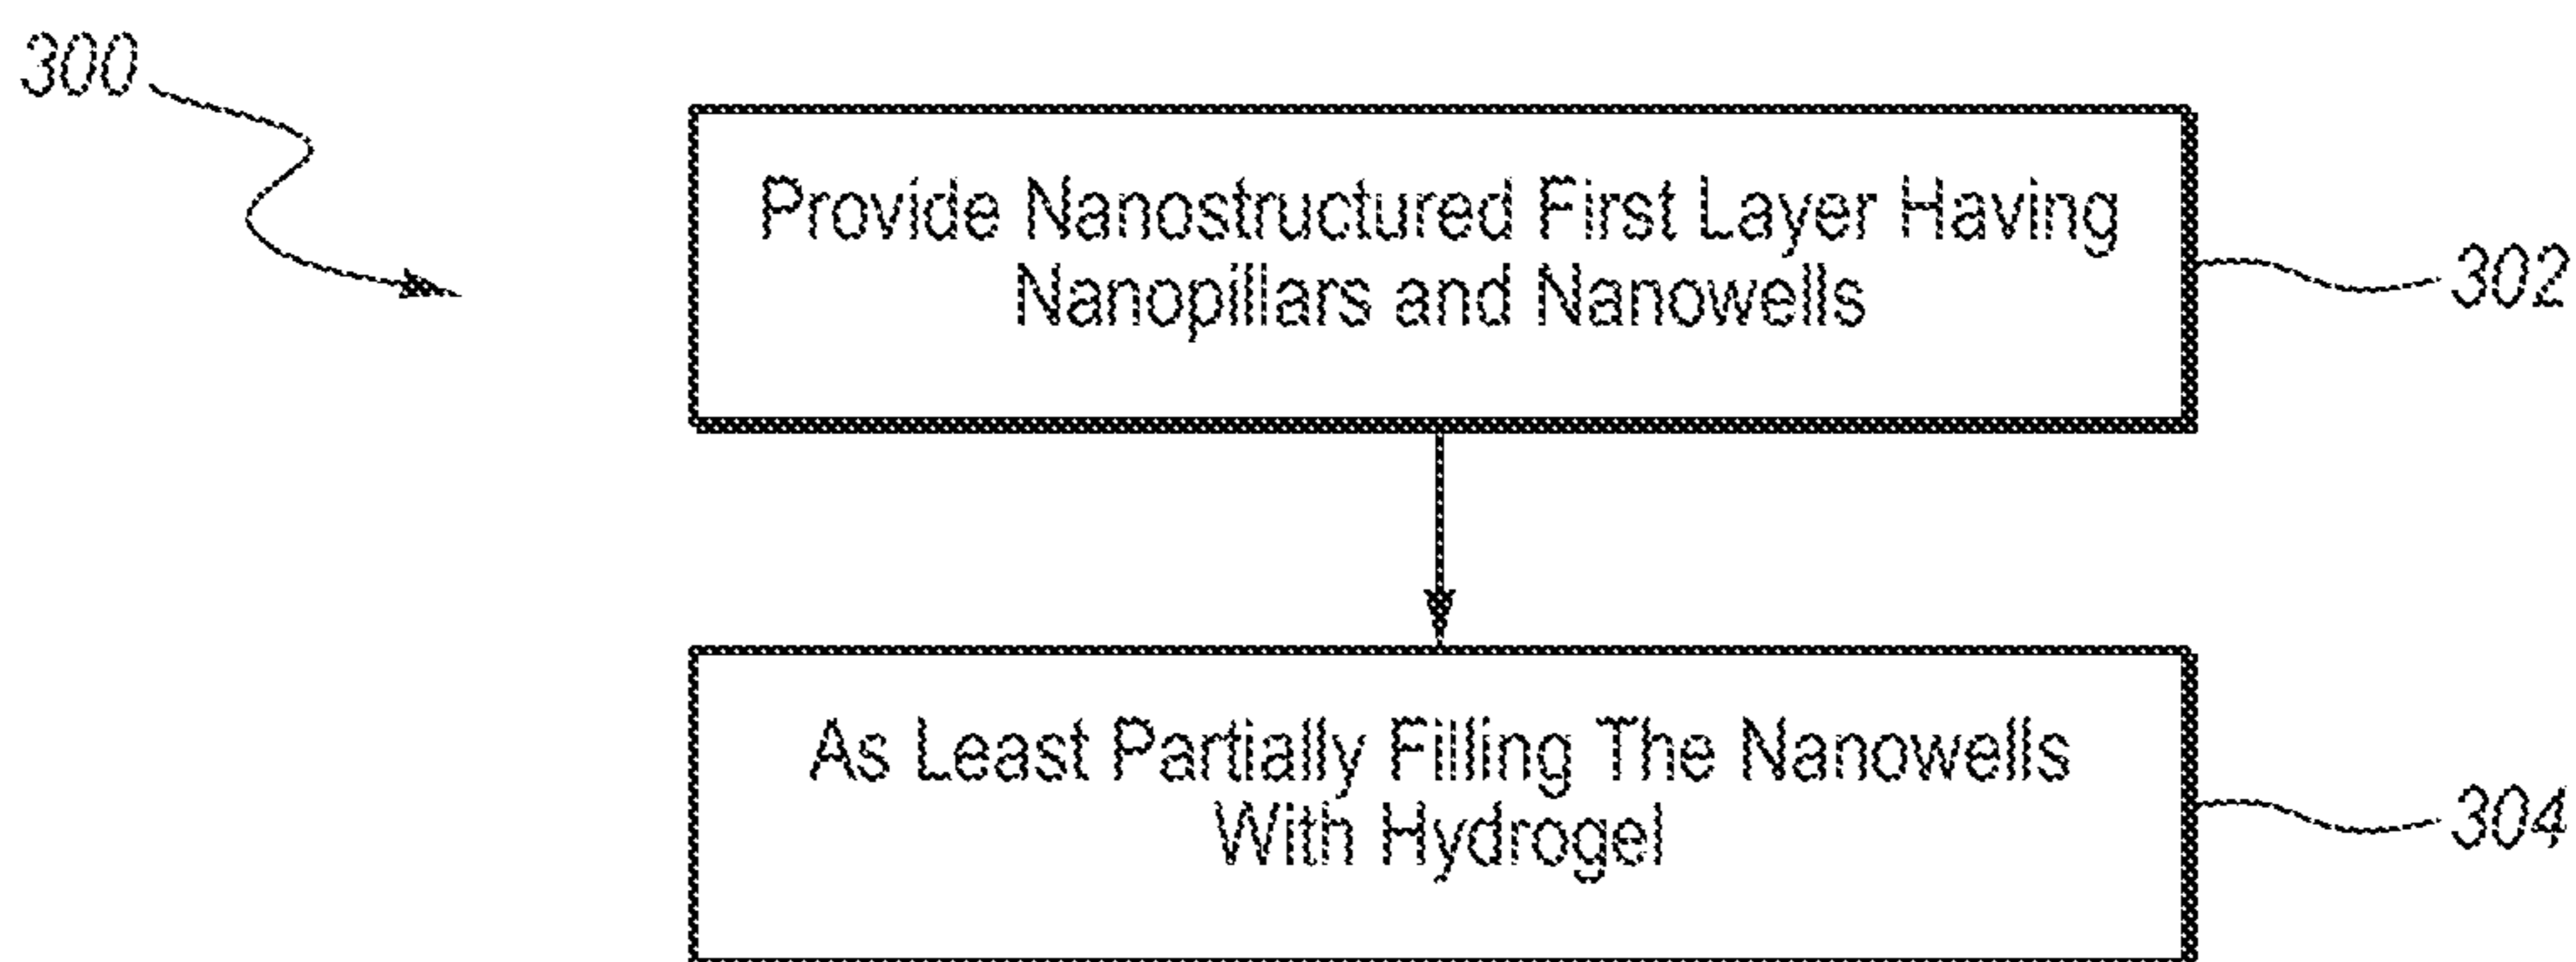 300
Provide Nanostructured First Layer Having
Nanopillars and Nanowells
302
As Least Partially Filling The Nanowells
With Hydrogel
304